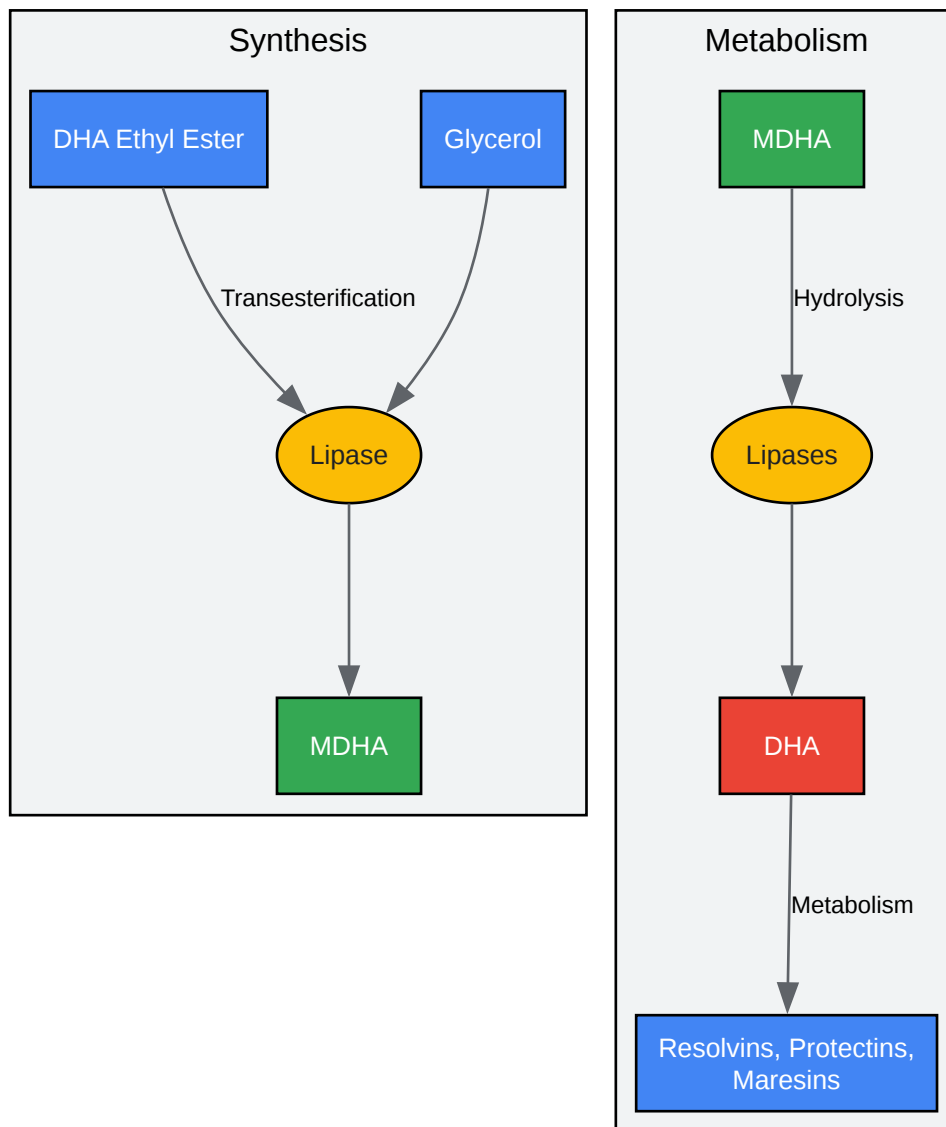 Synthesis
DHA Ethyl Ester
Glycerol
Transesterification
Lipase
MDHA
Metabolism
MDHA
Hydrolysis
Lipases
DHA
Metabolism
Resolvins, Protectins,
Maresins